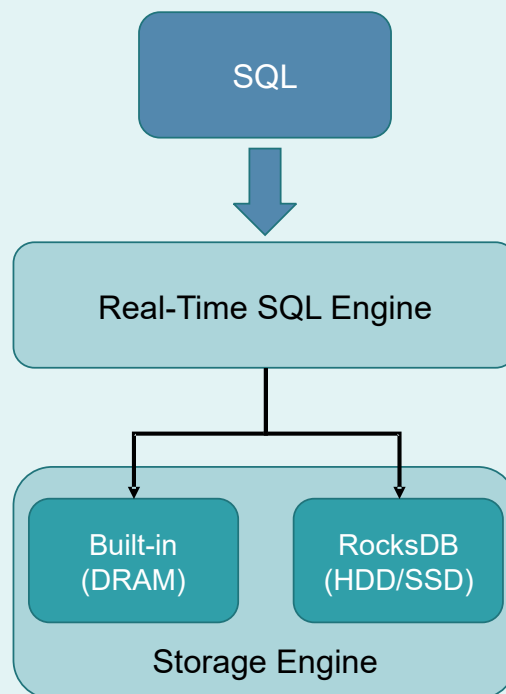 SQL
Real-Time SQL Engine
Built-in
(DRAM)
RocksDB
(HDD/SSD)
Storage Engine